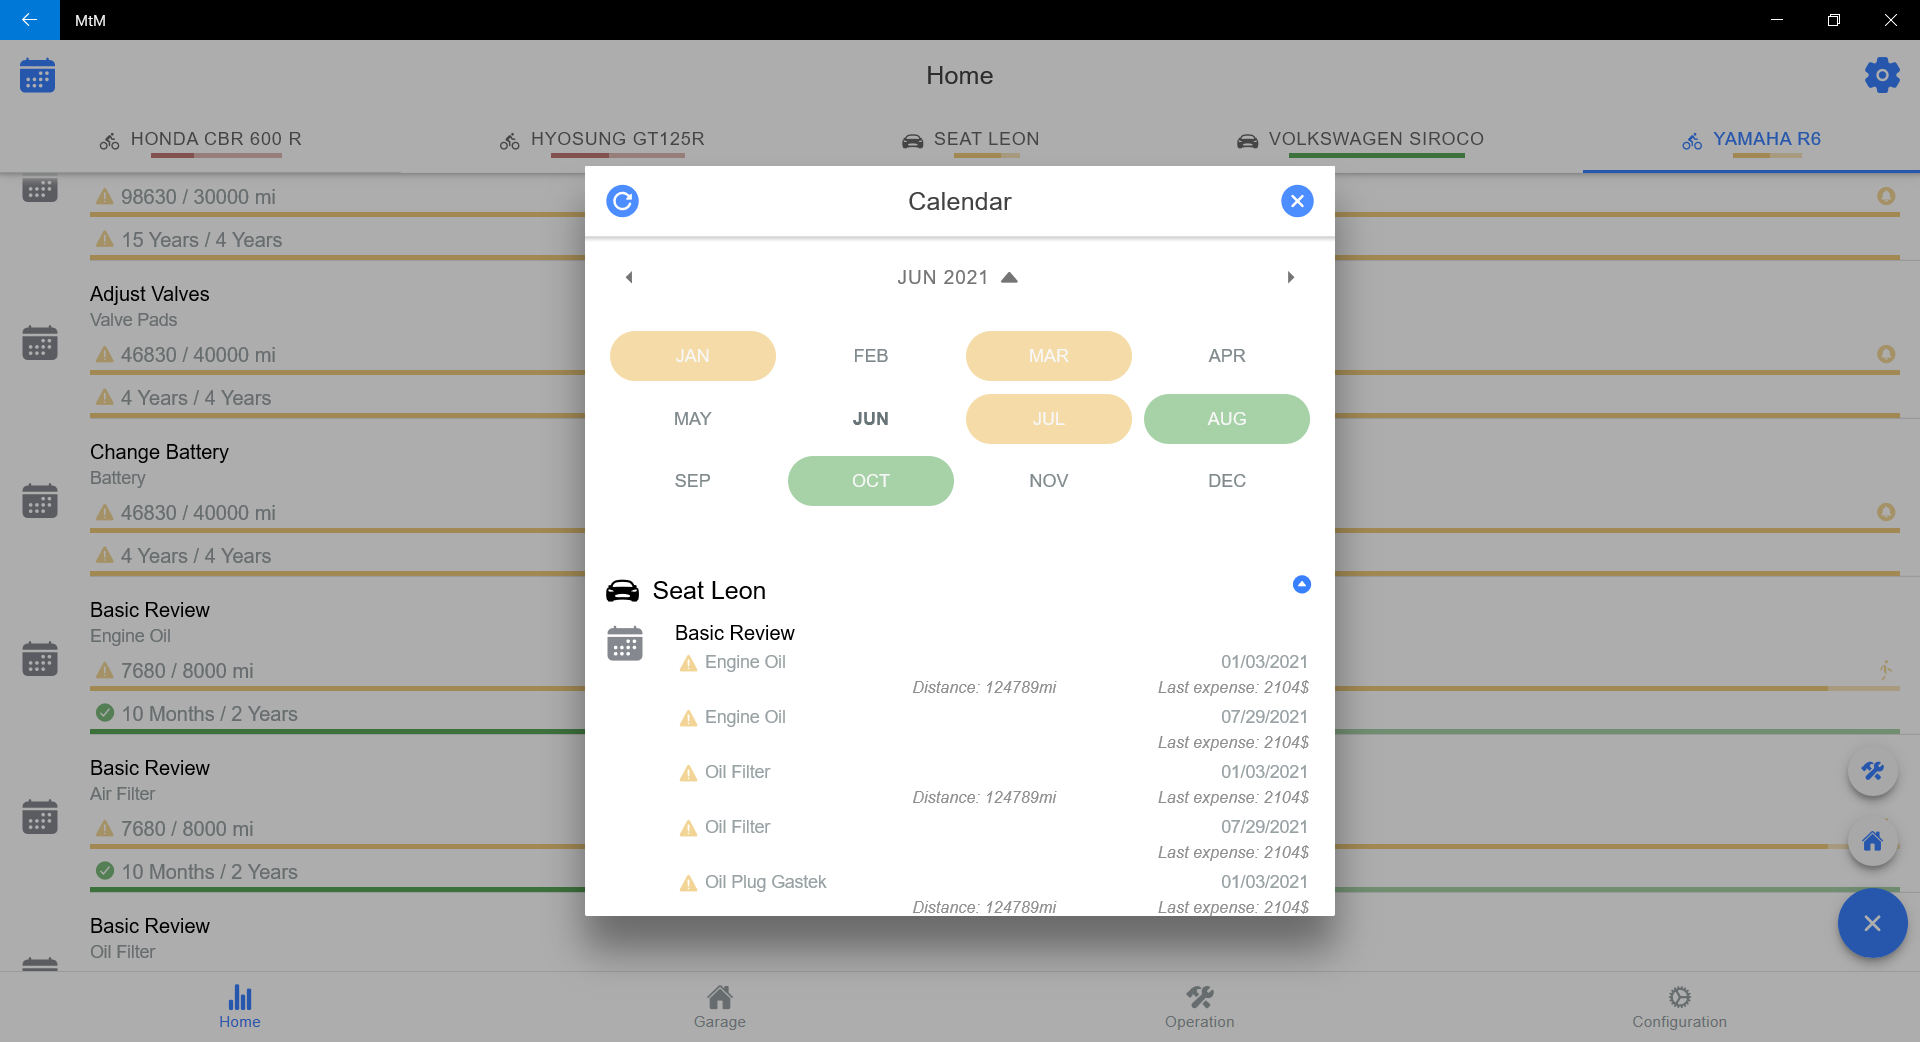 MtM
Home
HONDA CBR 600 R
HYOSUNG GT125R
SEAT LEON
VOLKSWAGEN SIROCO
YAMAHA R6
98630 / 30000 mi
15 Years / 4 Years
Adjust Valves
Valve Pads
46830 / 40000 mi
4 Years / 4 Years
Change Battery
Battery
46830 / 40000 mi
4 Years / 4 Years
Basic Review
Engine Oil
7680 / 8000 mi
10 Months / 2 Years
Basic Review
Air Filter
7680 / 8000 mi
10 Months / 2 Years
Basic Review
Oil Filter
Calendar
JUN 2021
JAN FEB MAR APR
MAY JUN JUL AUG
SEP OCT NOV DEC
Seat Leon
Basic Review
Engine Oil 01/03/2021
Distance: 124789mi Last expense: 2104$
Engine Oil 07/29/2021
Last expense: 2104$
Oil Filter 01/03/2021
Distance: 124789mi Last expense: 2104$
Oil Filter 07/29/2021
Last expense: 2104$
Oil Plug Gastek 01/03/2021
Distance: 124789mi Last expense: 2104$
Home
Garage
Operation
Configuration